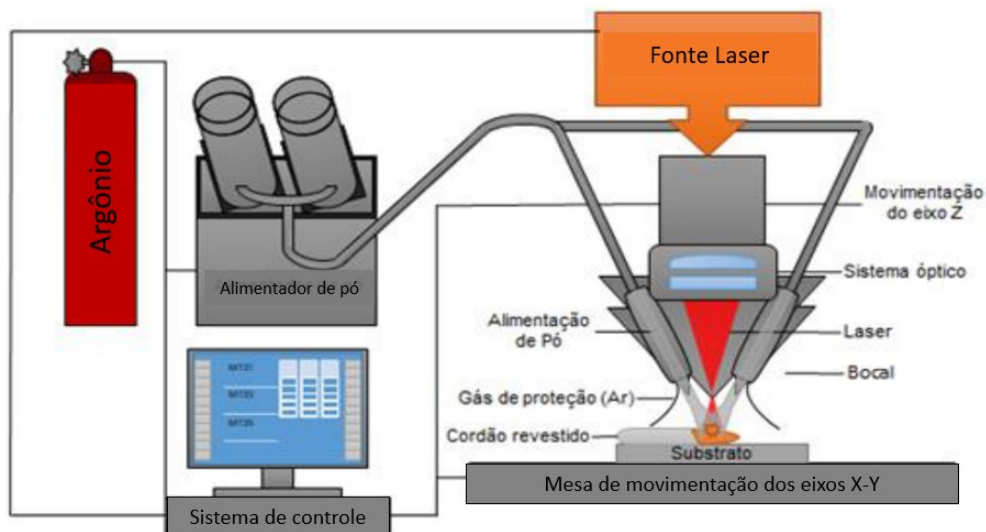 Fonte Laser
Argônio
Movimentação
do eixo Z
Alimentador de pó
Sistema óptico
Alimentação
de Pó
Laser
Bocal
Gás de proteção (Ar)
Cordão revestido
Substrato
Mesa de movimentação dos eixos X-Y
Sistema de controle